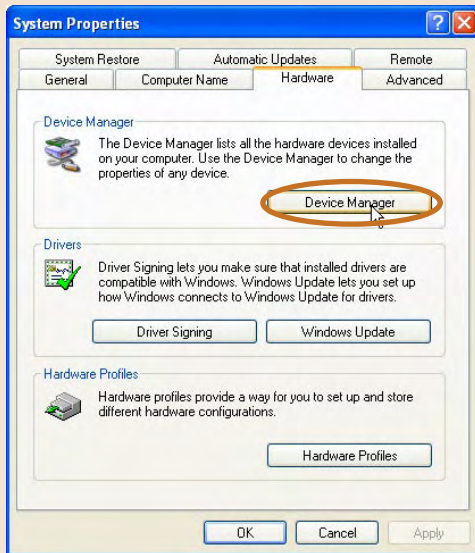 System Properties
System Restore Automatic Updates Remote
General Computer Name Hardware Advanced
Device Manager
The Device Manager lists all the hardware devices installed
on your computer. Use the Device Manager to change the
properties of any device.
Device Manager
Drivers
Driver Signing lets you make sure that installed drivers are
compatible with Windows. Windows Update lets you set up
how Windows connects to Windows Update for drivers.
Driver Signing Windows Update
Hardware Profiles
Hardware profiles provide a way for you to set up and store
different hardware configurations.
Hardware Profiles
OK Cancel Apply